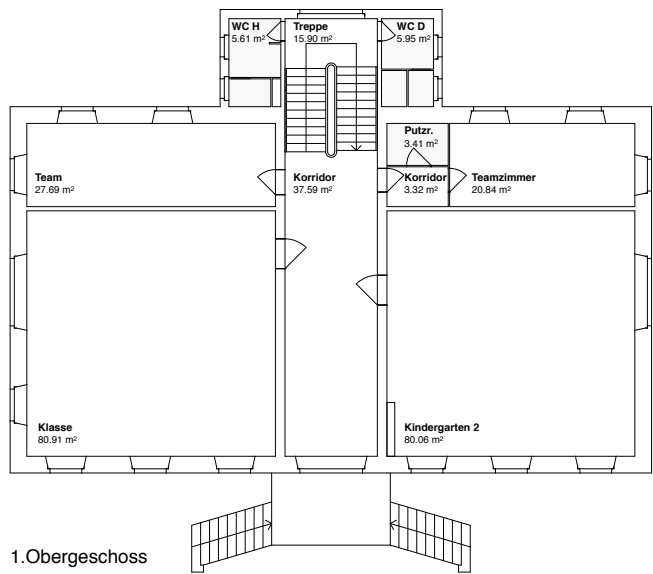 WC H
5.61 m²
Treppe
15.90 m²
WC D
5.95 m²
Putzr.
3.41 m²
Team
27.69 m²
Korridor
37.59 m²
Korridor
3.32 m²
Teamzimmer
20.84 m²
Klasse
80.91 m²
Kindergarten 2
80.06 m²
1.Obergeschoss